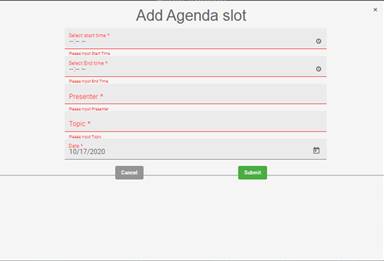 Add Agenda slot
×
Select start time *
--:-- --
Please Input Start Time
Select End time *
--:-- --
Please Input End Time
Presenter *
Please Input Presenter
Topic *
Please Input Topic
Date *
10/17/2020
Cancel
Submit